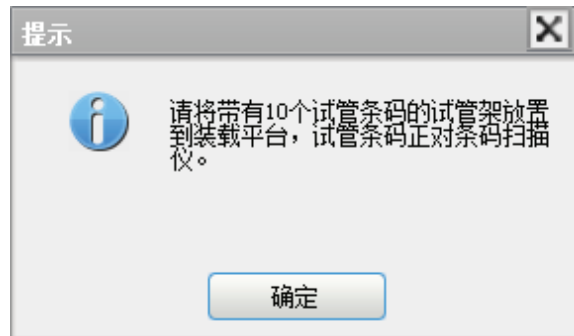 提示
请将带有10个试管条码的试管架放置
到装载平台，试管条码正对条码扫描
仪。
确定